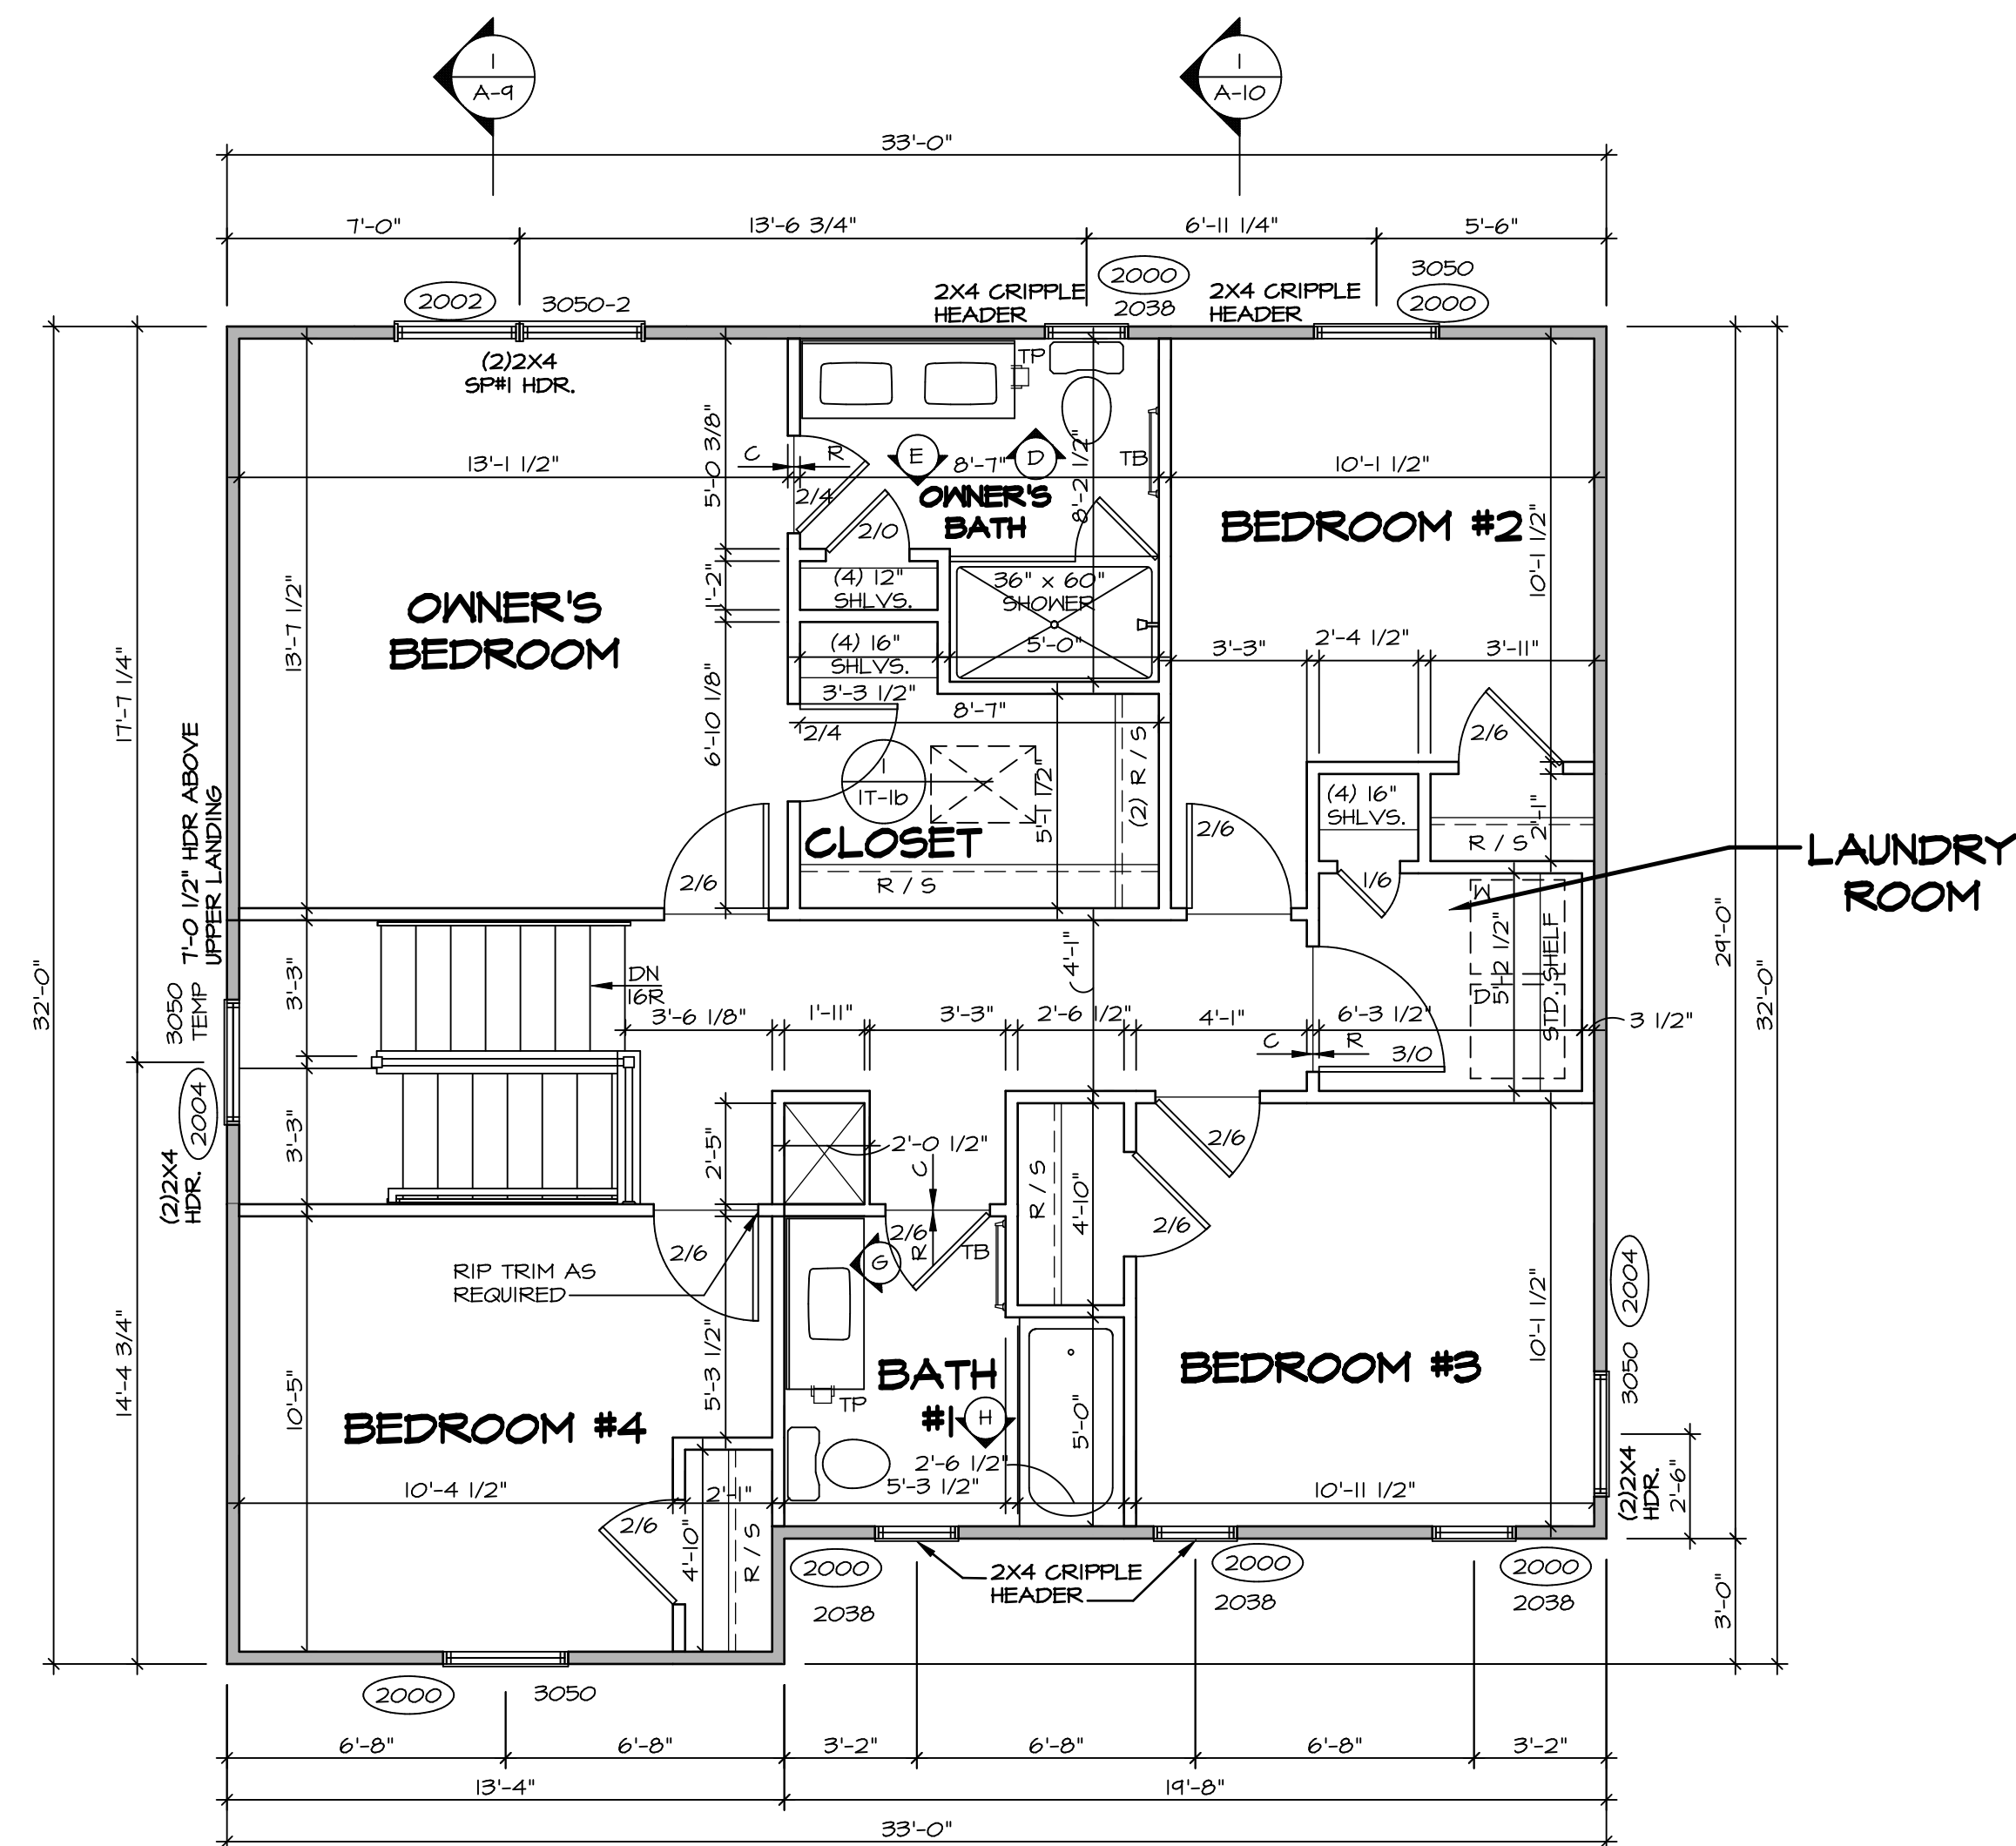 1
A-9
1
A-10
33'-0"
7'-0"
13'-6 3/4"
6'-11 1/4"
5'-6"
2002
3050-2
2X4 CRIPPLE
HEADER
2000
2038
2X4 CRIPPLE
HEADER
3050
2000
(2)2X4
SP#1 HDR.
TP
13'-1 1/2"
5'-0 3/8"
C
R
2/4
E
8'-7"
D
8'-2 1/2"
TB
OWNER'S
BATH
10'-1 1/2"
BEDROOM #2
10'-1 1/2"
2/0
1'-2"
(4) 12"
SHLVS.
36" x 60"
SHOWER
5'-0"
13'-7 1/2"
OWNER'S
BEDROOM
(4) 16"
SHLVS.
3'-3 1/2"
6'-10 1/8"
8'-7"
2/4
3'-3"
2'-4 1/2"
3'-11"
2/6
1
1T-1b
5'-1 1/2"
(2) R / S
CLOSET
R / S
2/6
2/6
(4) 16"
SHLVS.
2'-1"
R / S
1/6
LAUNDRY
ROOM
W
D
5'-2 1/2"
STD. SHELF
17'-7 1/4"
7'-0 1/2" HDR ABOVE
UPPER LANDING
32'-0"
3050
TEMP
2004
(2)2X4
HDR.
3'-3"
3'-3"
DN
16R
4'-1"
3'-6 1/8"
1'-11"
3'-3"
2'-6 1/2"
4'-1"
6'-3 1/2"
3 1/2"
C
R
3/0
29'-0"
32'-0"
2'-5"
2'-0 1/2"
C
R
2/6
TB
R / S
4'-10"
2/6
2/6
2/6
RIP TRIM AS
REQUIRED
G
14'-4 3/4"
10'-5"
5'-3 1/2"
BATH
#1
H
TP
5'-0"
BEDROOM #3
10'-1 1/2"
BEDROOM #4
2'-6 1/2"
5'-3 1/2"
10'-4 1/2"
2'-1"
10'-11 1/2"
2/6
4'-10"
R / S
2004
3050
(2)2X4
HDR.
2'-6"
3'-0"
2000
2038
2X4 CRIPPLE
HEADER
2000
2038
2000
2038
2000
3050
6'-8"
6'-8"
3'-2"
6'-8"
6'-8"
3'-2"
13'-4"
19'-8"
33'-0"